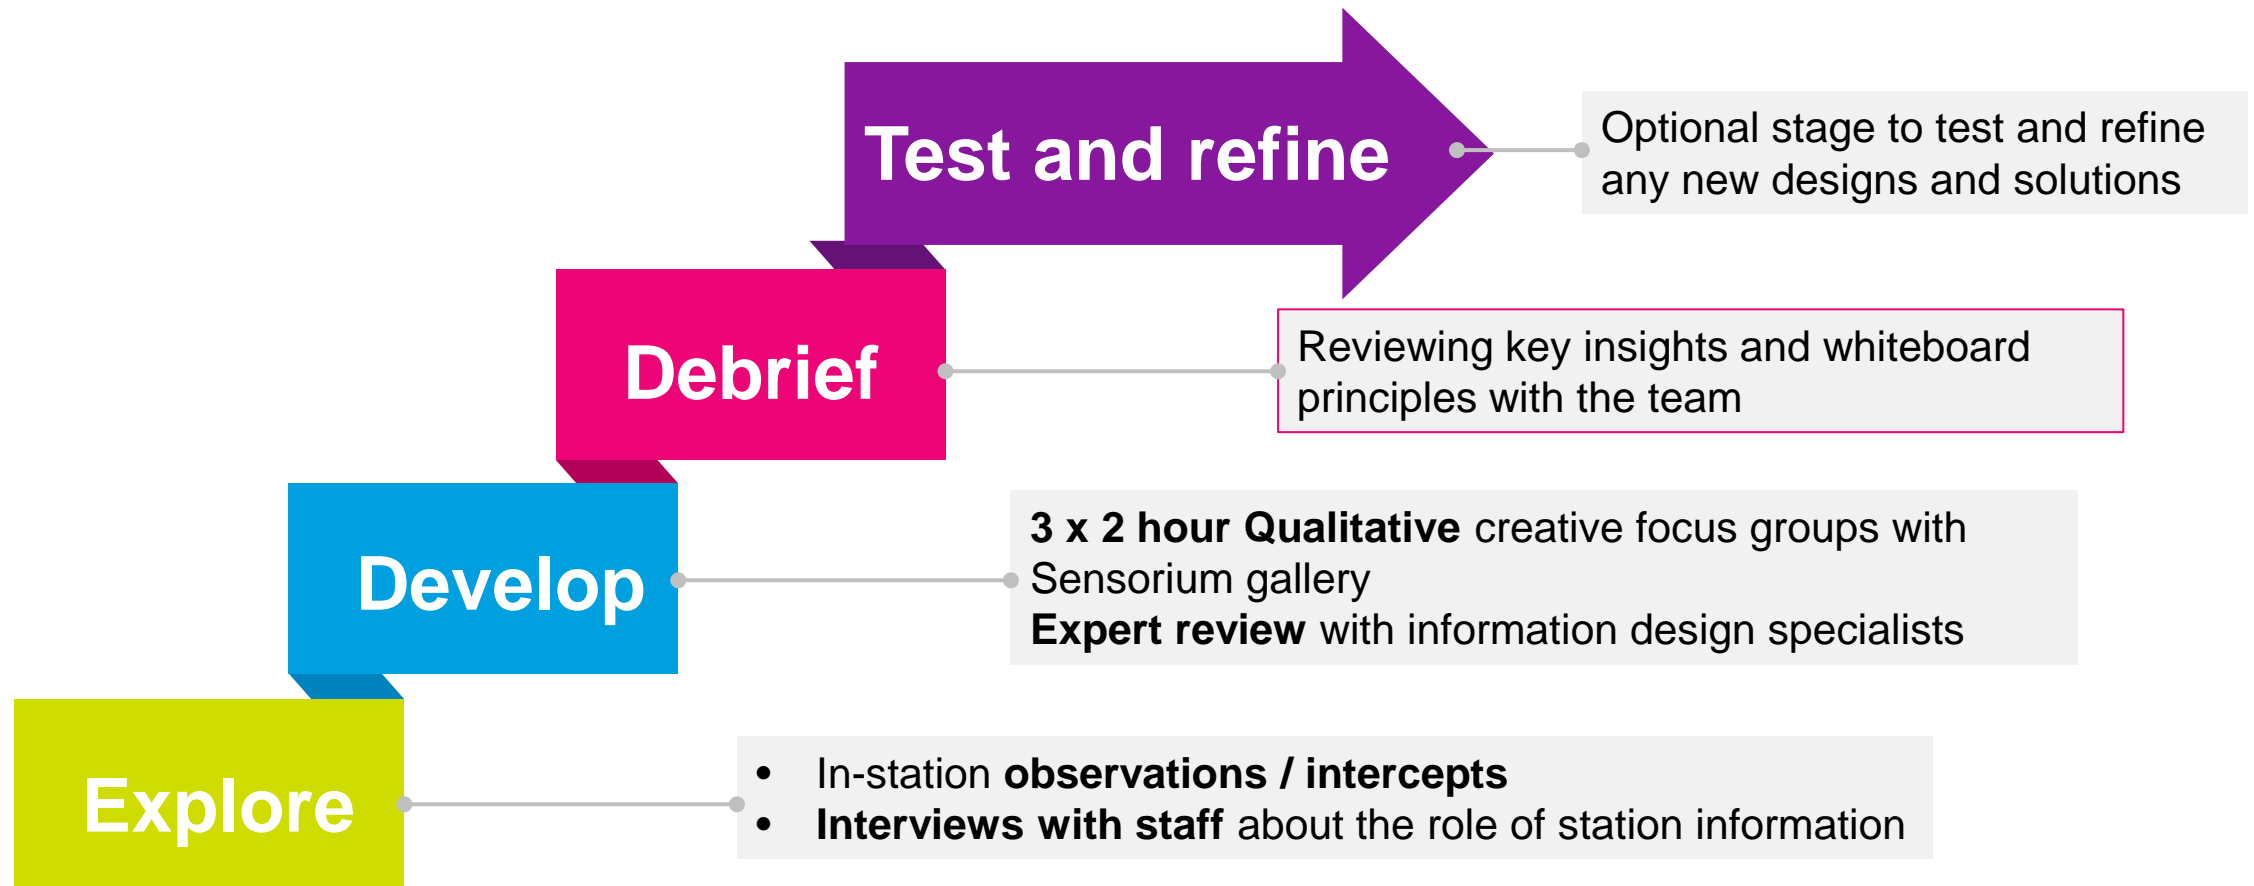 Test and refine
Optional stage to test and refine
any new designs and solutions
Debrief
Reviewing key insights and whiteboard
principles with the team
Develop
3 x 2 hour Qualitative creative focus groups with
Sensorium gallery
Expert review with information design specialists
Explore
• In-station observations / intercepts
• Interviews with staff about the role of station information